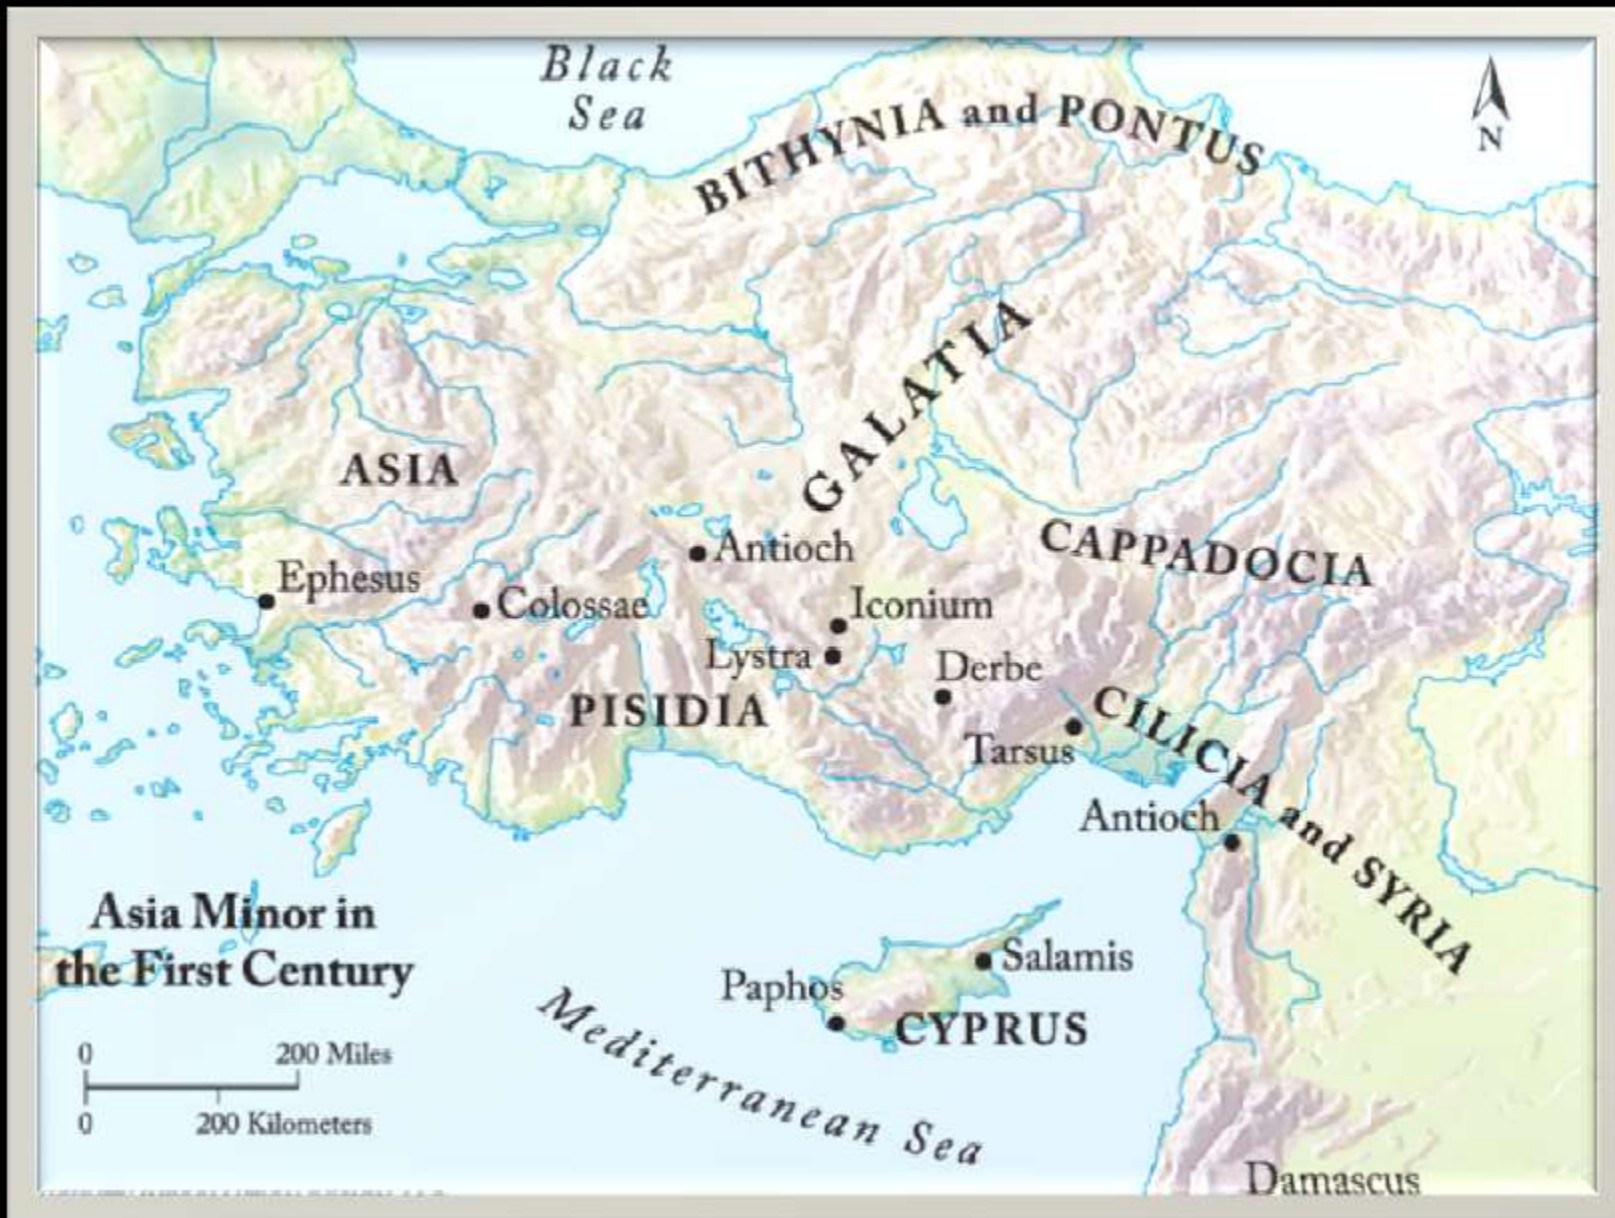 Black
Sea
N
BITHYNIA and PONTUS
GALATIA
ASIA
CAPPADOCIA
Antioch
Ephesus
Colossae
Iconium
Lystra
Derbe
PISIDIA
CILICIA and SYRIA
Tarsus
Antioch
Asia Minor in
the First Century
Salamis
Paphos
CYPRUS
Mediterranean Sea
0 200 Miles
0 200 Kilometers
Damascus